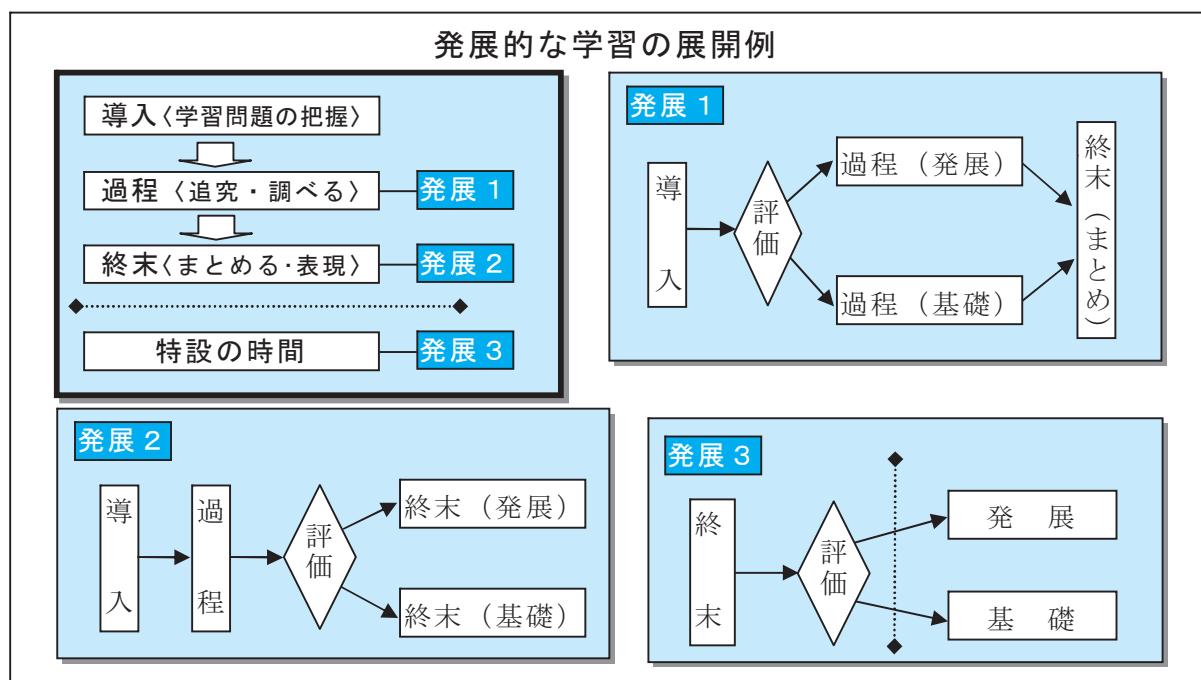 発展的な学習の展開例
導入〈学習問題の把握〉
過程〈追究・調べる〉
発展１
終末〈まとめる・表現〉
発展２
特設の時間
発展３
発展１
導入
評価
過程（発展）
過程（基礎）
終末（まとめ）
発展２
導入
過程
評価
終末（発展）
終末（基礎）
発展３
終末
評価
発　展
基　礎